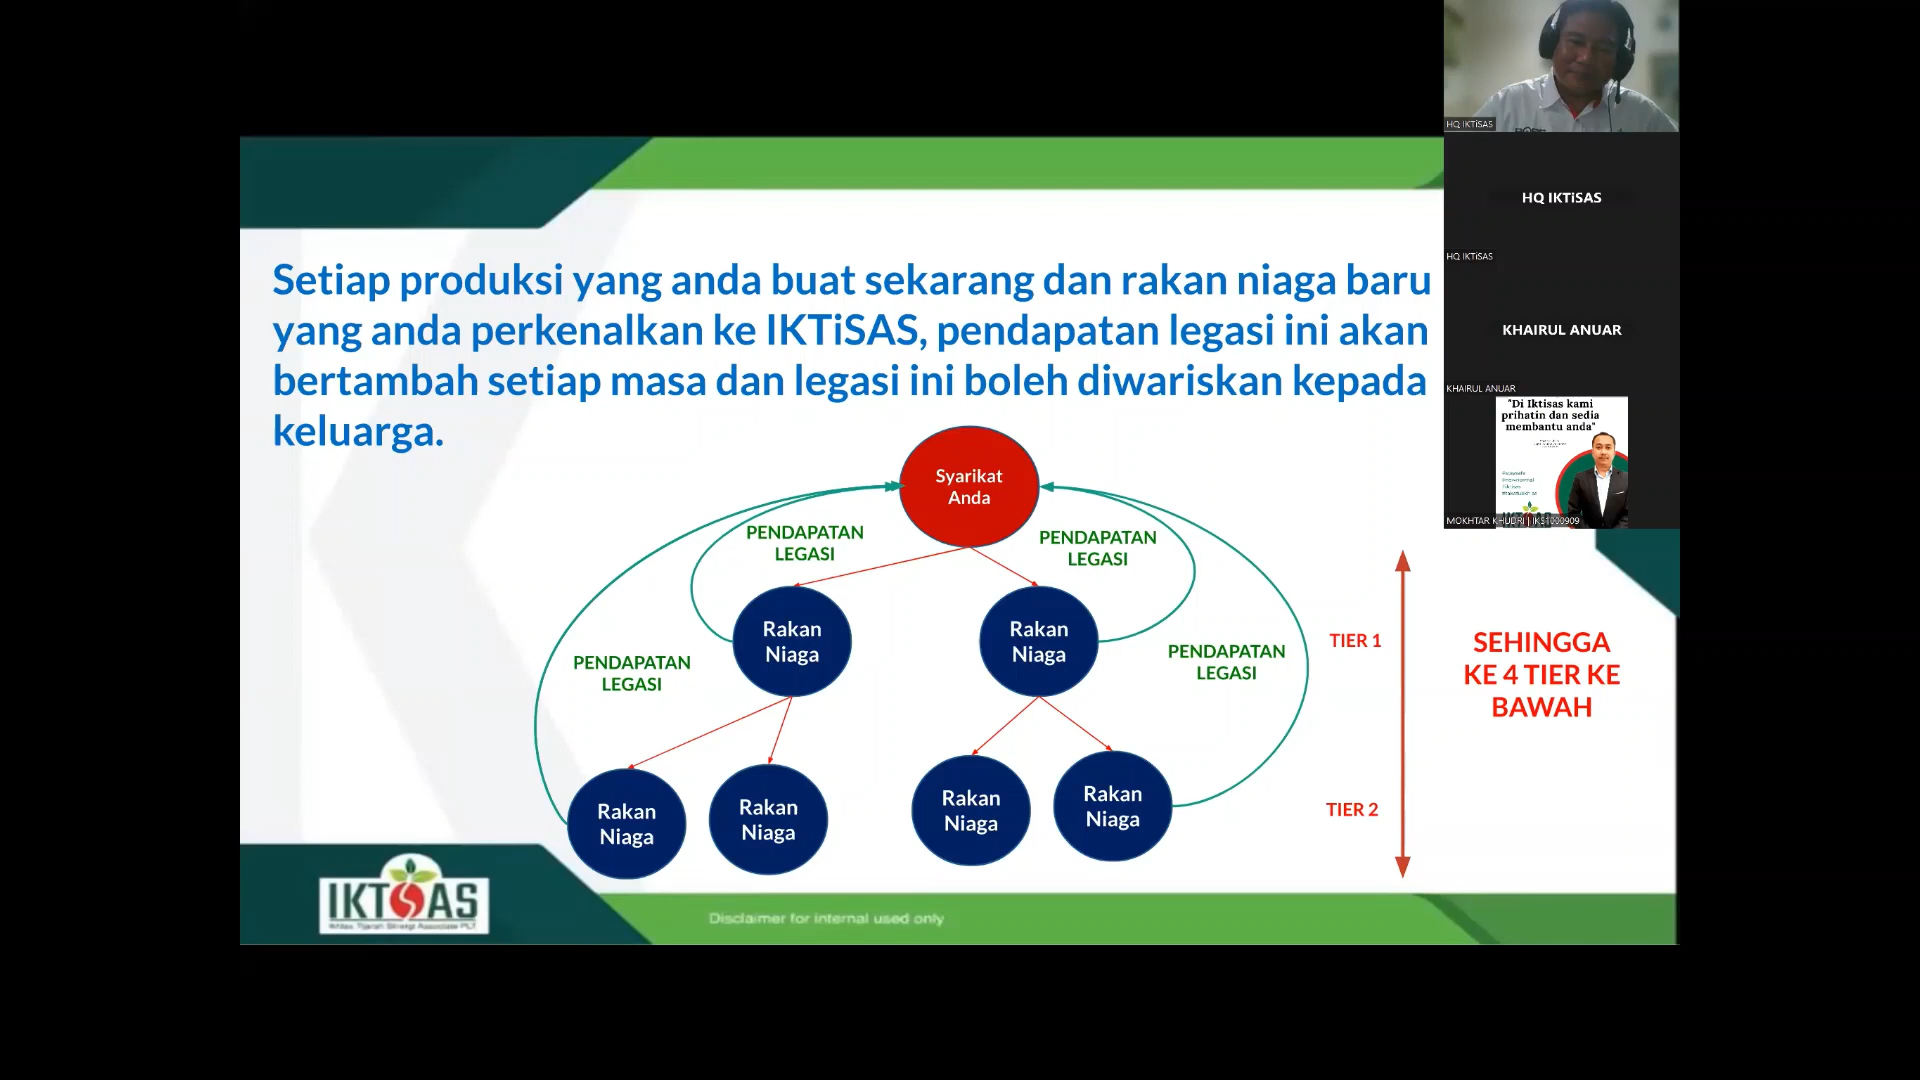 Setiap produksi yang anda buat sekarang dan rakan niaga baru
yang anda perkenalkan ke IKTiSAS, pendapatan legasi ini akan
bertambah setiap masa dan legasi ini boleh diwariskan kepada
keluarga.
Syarikat
Anda
PENDAPATAN
LEGASI
PENDAPATAN
LEGASI
Rakan
Niaga
Rakan
Niaga
PENDAPATAN
LEGASI
PENDAPATAN
LEGASI
TIER 1
SEHINGGA
KE 4 TIER KE
BAWAH
Rakan
Niaga
Rakan
Niaga
Rakan
Niaga
Rakan
Niaga
TIER 2
Disclaimer for internal used only
HQ IKTiSAS
HQ IKTiSAS
HQ IKTiSAS
KHAIRUL ANUAR
KHAIRUL ANUAR
"Di Iktisas kami
prihatin dan sedia
membantu anda"
MOKHTAR KHUDRI | IKS1000909